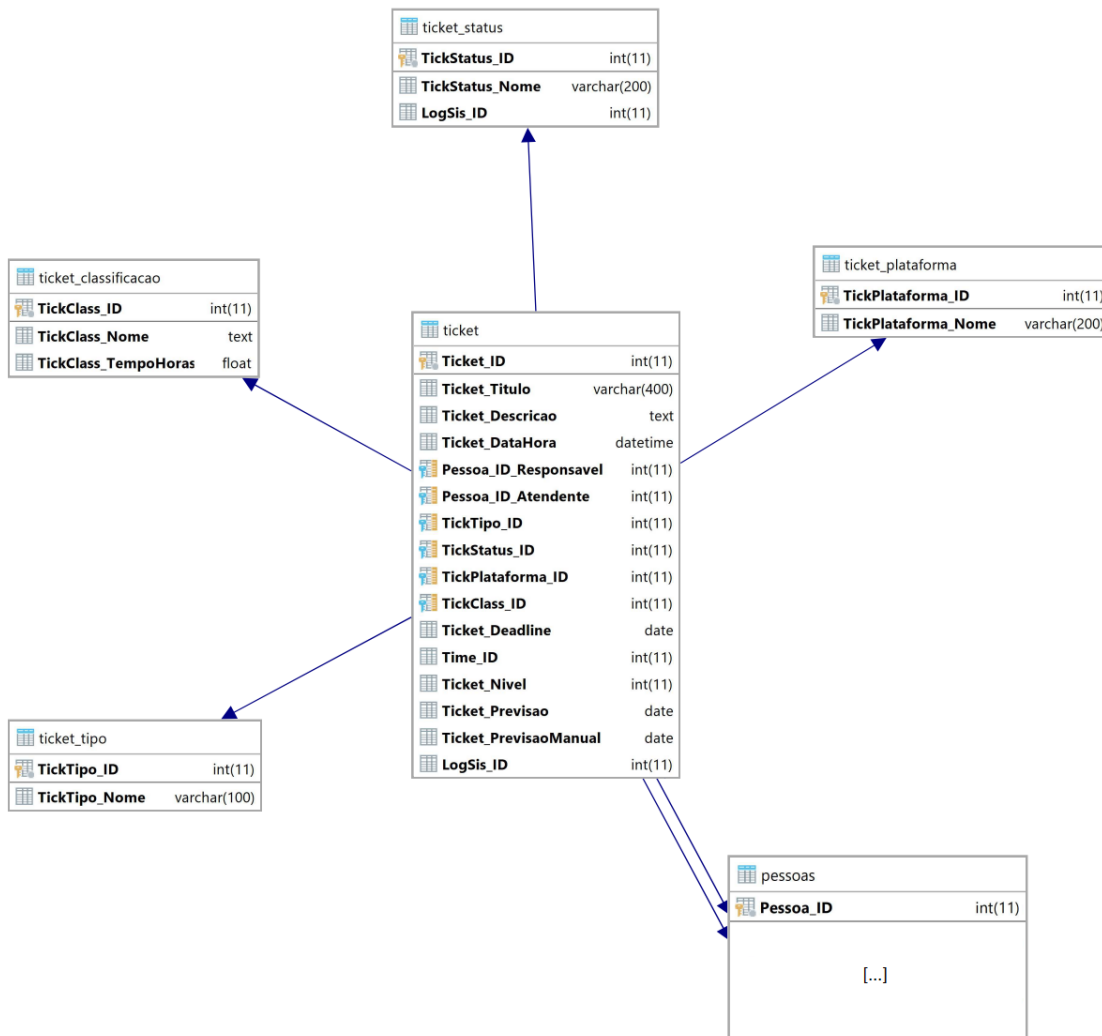 ticket_status
TickStatus_ID int(11)
TickStatus_Nome varchar(200)
LogSis_ID int(11)
ticket_classificacao
TickClass_ID int(11)
TickClass_Nome text
TickClass_TempoHoras float
ticket_plataforma
TickPlataforma_ID int(11)
TickPlataforma_Nome varchar(200)
ticket
Ticket_ID int(11)
Ticket_Titulo varchar(400)
Ticket_Descricao text
Ticket_DataHora datetime
Pessoa_ID_Responsavel int(11)
Pessoa_ID_Atendente int(11)
TickTipo_ID int(11)
TickStatus_ID int(11)
TickPlataforma_ID int(11)
TickClass_ID int(11)
Ticket_Deadline date
Time_ID int(11)
Ticket_Nivel int(11)
Ticket_Previsao date
Ticket_PrevisaoManual date
LogSis_ID int(11)
ticket_tipo
TickTipo_ID int(11)
TickTipo_Nome varchar(100)
pessoas
Pessoa_ID int(11)
[...]